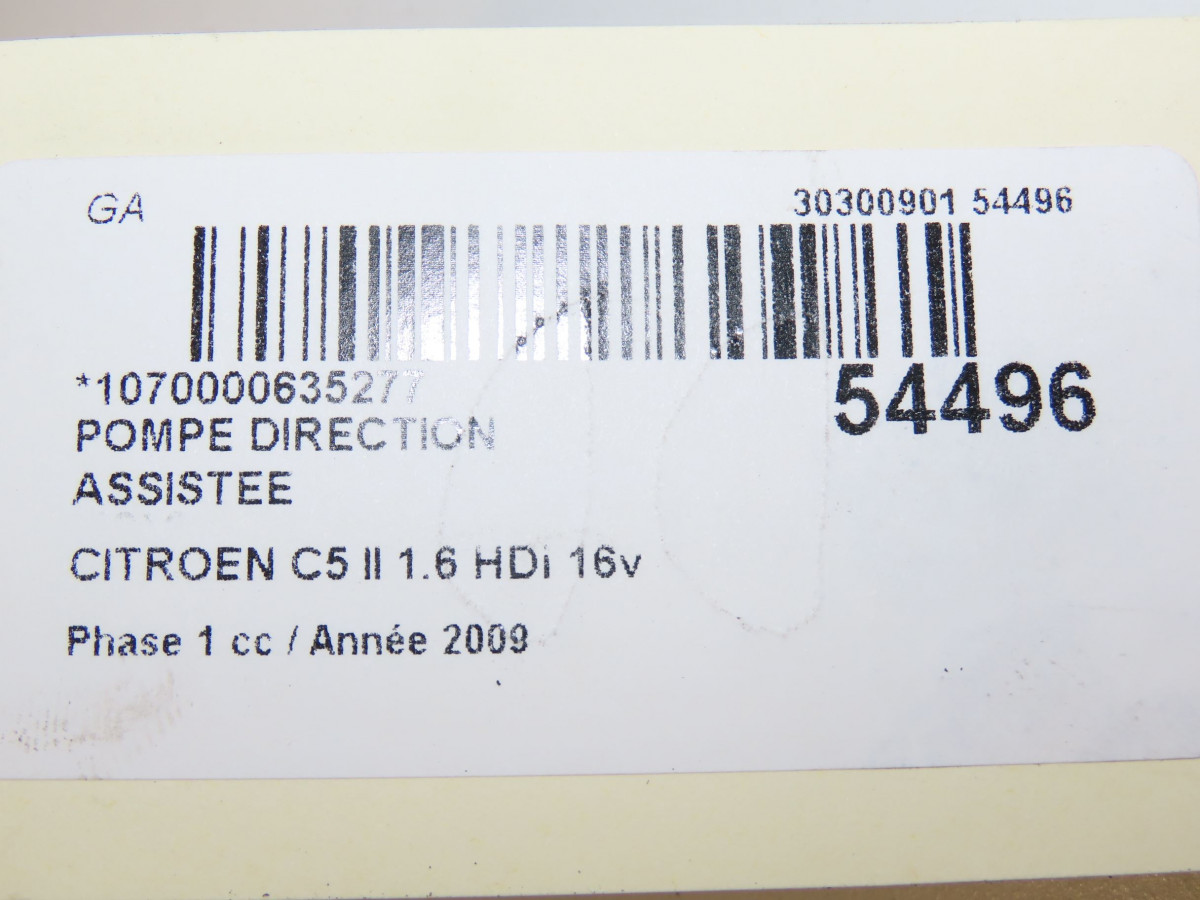 GA
30300901 54496
*1070000635277
54496
POMPE DIRECTION
ASSISTEE
CITROEN C5 II 1.6 HDi 16v
Phase 1 cc / Année 2009